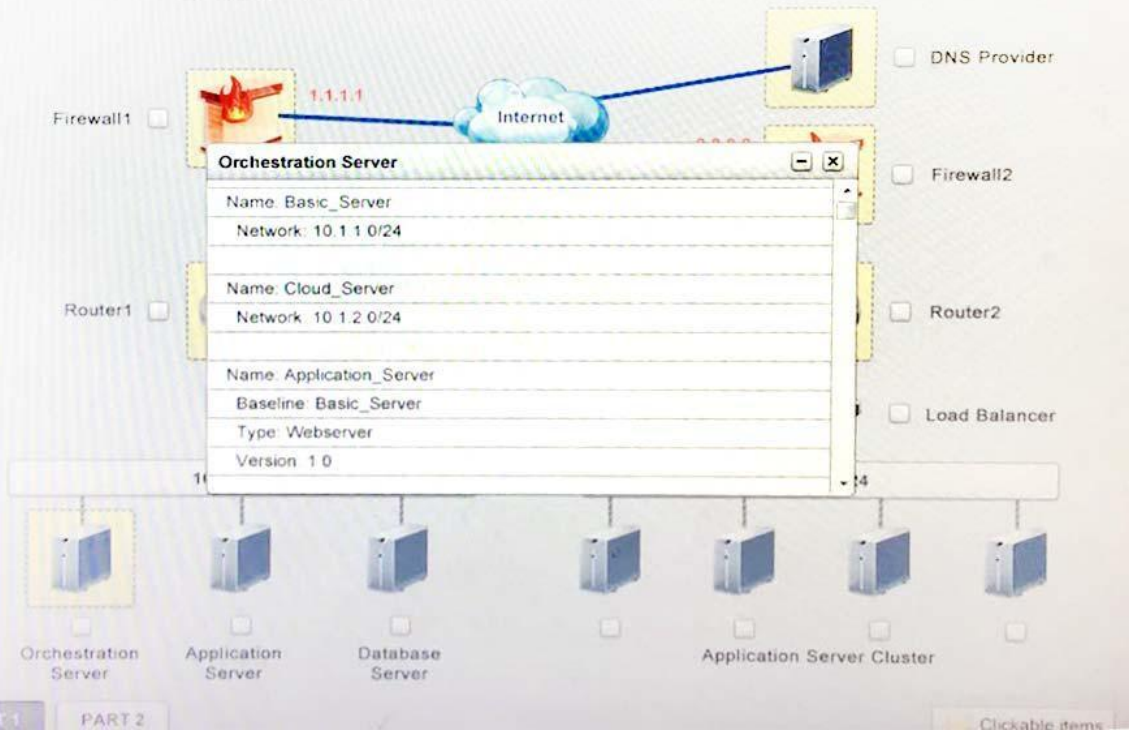 DNS Provider
1.1.1.1
Firewall1
Internet
Orchestration Server
Firewall2
Name: Basic_Server
Network: 10.1.1.0/24
Name: Cloud_Server
Network: 10.1.2.0/24
Router1
Router2
Name: Application_Server
Baseline: Basic_Server
Type: Webserver
Load Balancer
Version: 1.0
Orchestration
Server
Application
Server
Database
Server
Application Server Cluster
PART 2
Clickable items